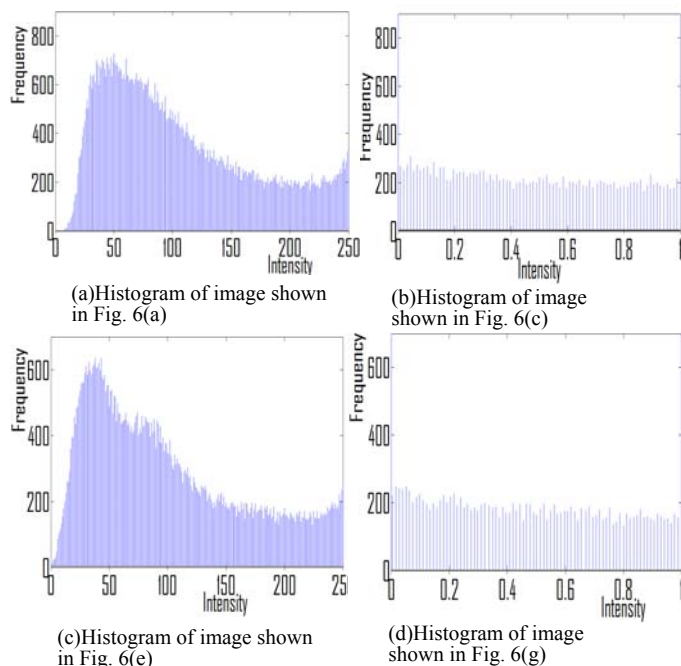 Frequency
800
600
400
200
0
0 50 100 150 200 250
Intensity
(a)Histogram of image shown
in Fig. 6(a)
Frequency
800
600
400
200
0
0 0.2 0.4 0.6 0.8 1
Intensity
(b)Histogram of image
shown in Fig. 6(c)
Frequency
600
400
200
0
0 50 100 150 200 250
Intensity
(c)Histogram of image shown
in Fig. 6(e)
Frequency
600
400
200
0
0 0.2 0.4 0.6 0.8 1
Intensity
(d)Histogram of image
shown in Fig. 6(g)